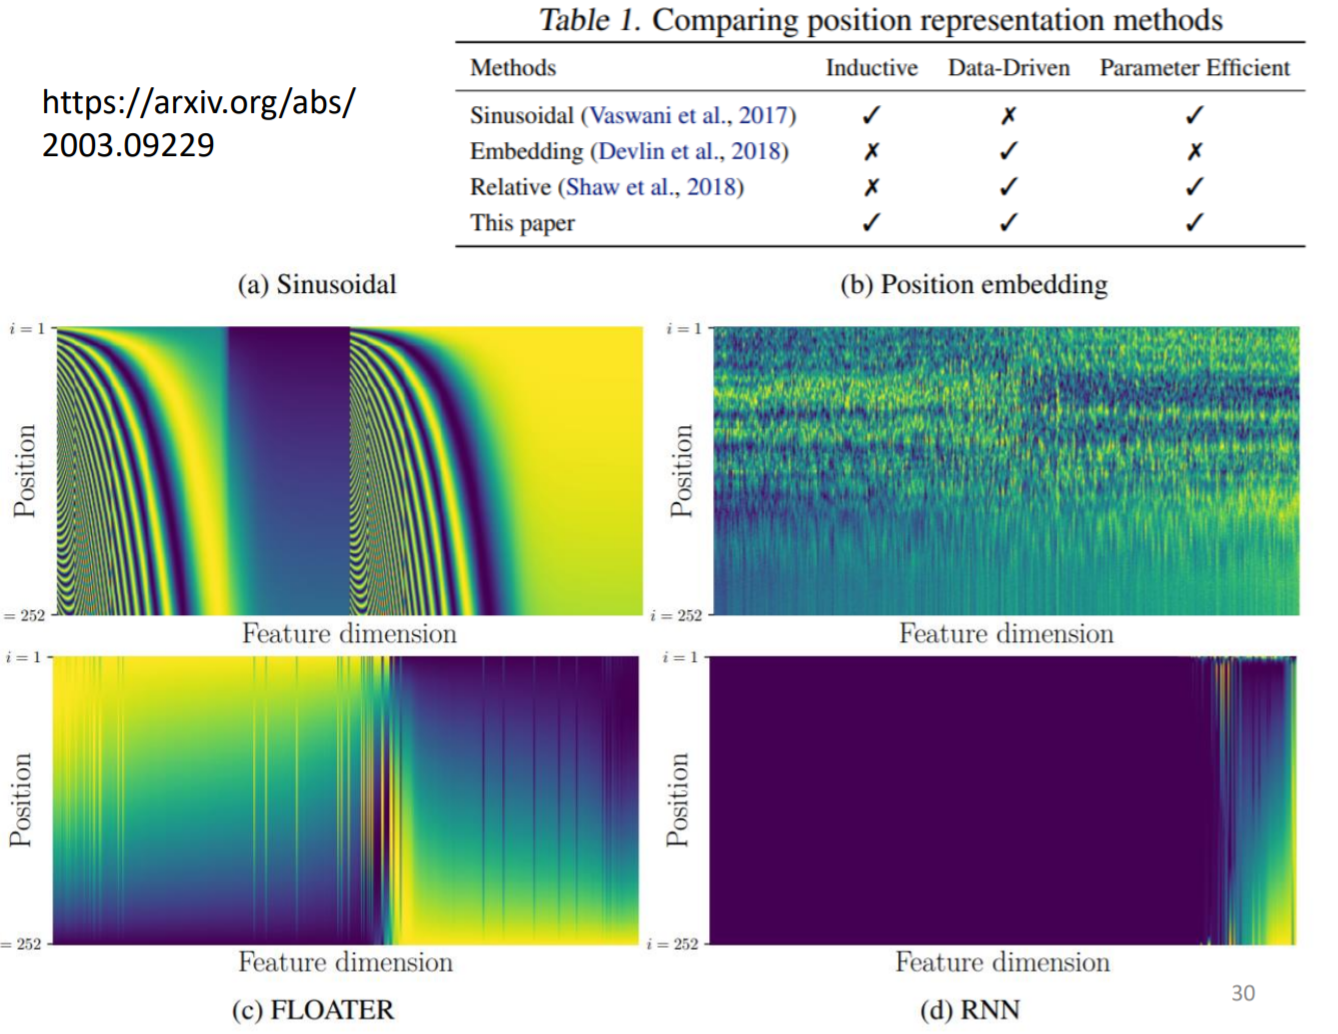 Table 1. Comparing position representation methods
https://arxiv.org/abs/
2003.09229
Methods Inductive Data-Driven Parameter Efficient
Sinusoidal (Vaswani et al., 2017) ✓ ✗ ✓
Embedding (Devlin et al., 2018) ✗ ✓ ✗
Relative (Shaw et al., 2018) ✗ ✓ ✓
This paper ✓ ✓ ✓
(a) Sinusoidal
i = 1
Position
= 252
Feature dimension
(b) Position embedding
i = 1
Position
i = 252
Feature dimension
i = 1
Position
= 252
Feature dimension
(c) FLOATER
i = 1
Position
i = 252
Feature dimension
(d) RNN
30